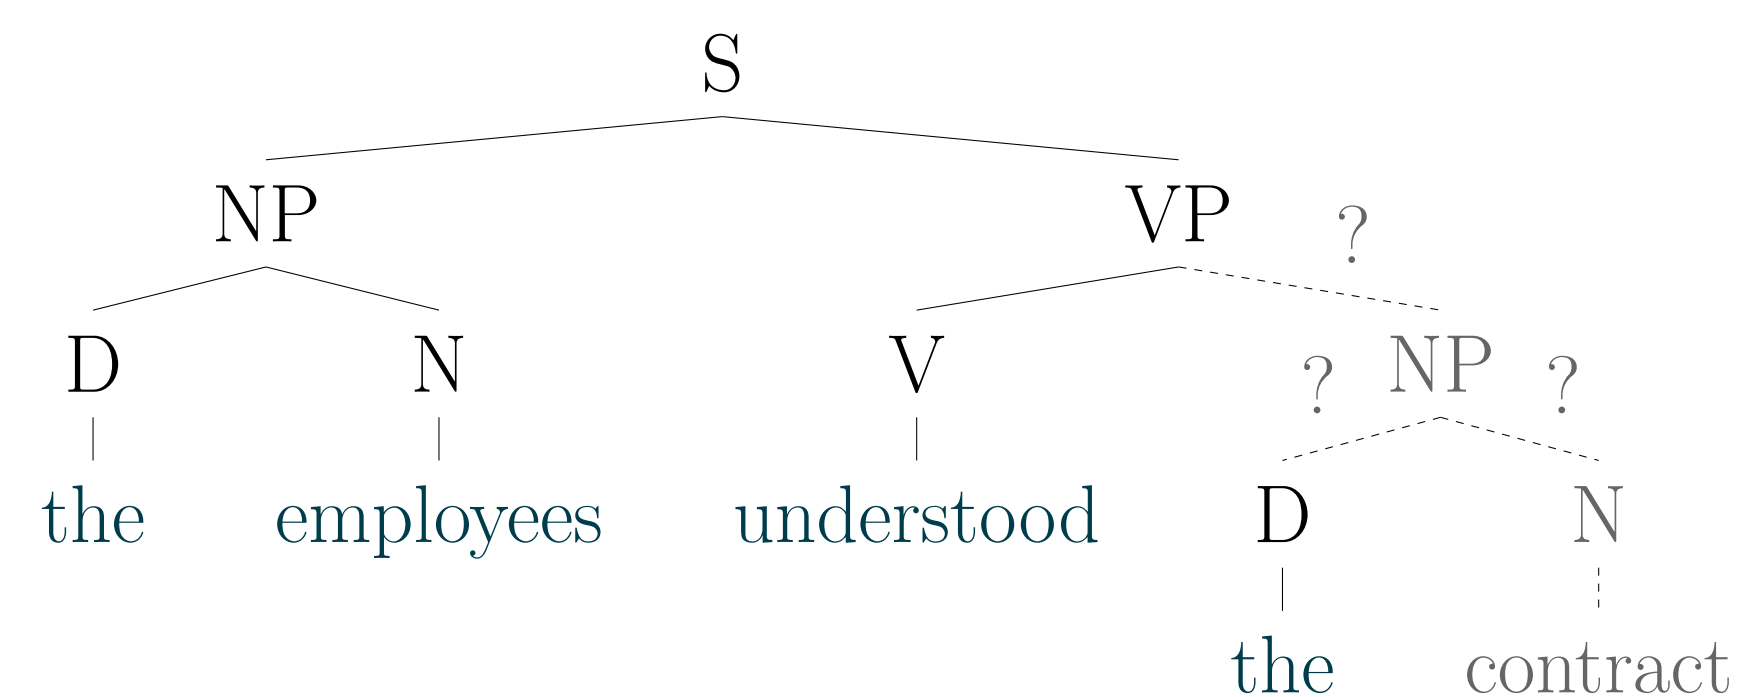 S
NP VP ?
D N V ? NP ?
the employees understood D N
the contract